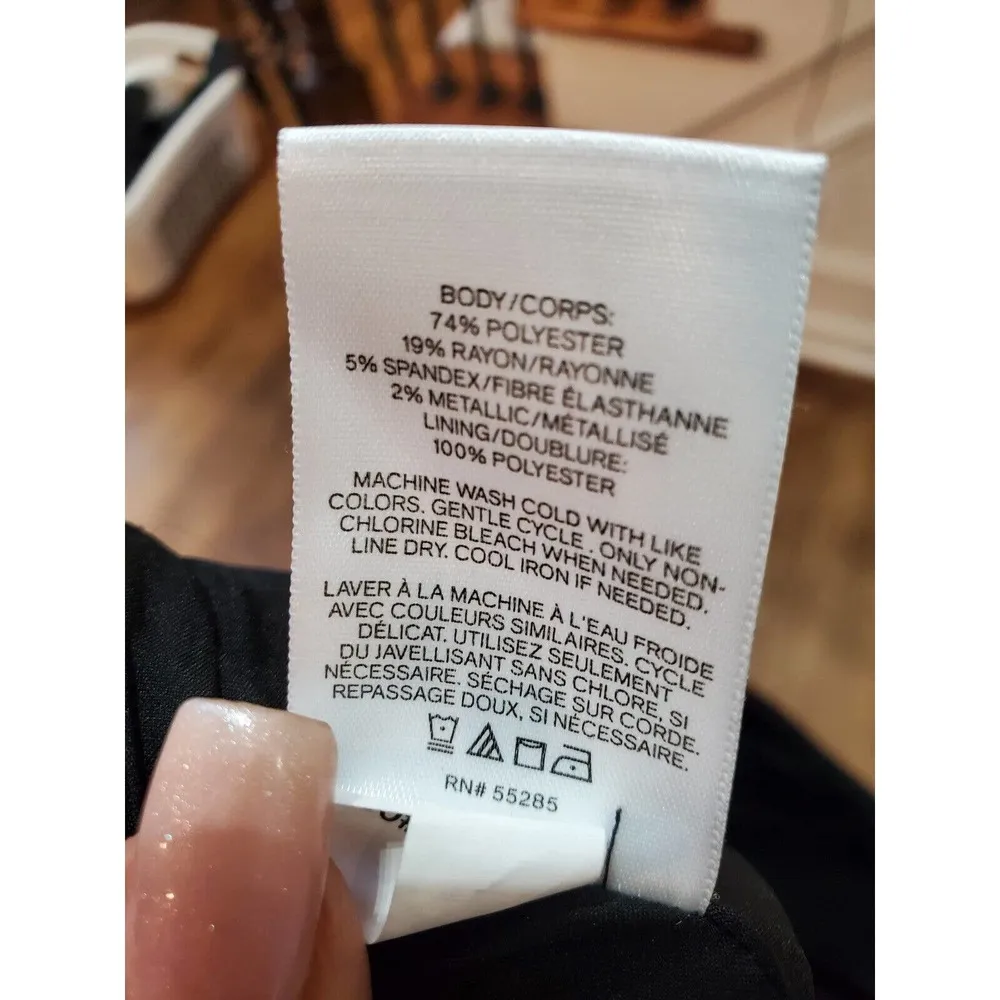 BODY/CORPS:
74% POLYESTER
19% RAYON/RAYONNE
5% SPANDEX/FIBRE ÉLASTHANNE
2% METALLIC/MÉTALLISÉ
LINING/DOUBLURE:
100% POLYESTER
MACHINE WASH COLD WITH LIKE
COLORS. GENTLE CYCLE . ONLY NON-
CHLORINE BLEACH WHEN NEEDED.
LINE DRY. COOL IRON IF NEEDED.
LAVER À LA MACHINE À L'EAU FROIDE
AVEC COULEURS SIMILAIRES. CYCLE
DÉLICAT. UTILISEZ SEULEMENT
DU JAVELLISANT SANS CHLORE, SI
NÉCESSAIRE. SÉCHAGE SUR CORDE.
REPASSAGE DOUX, SI NÉCESSAIRE.
RN# 55285